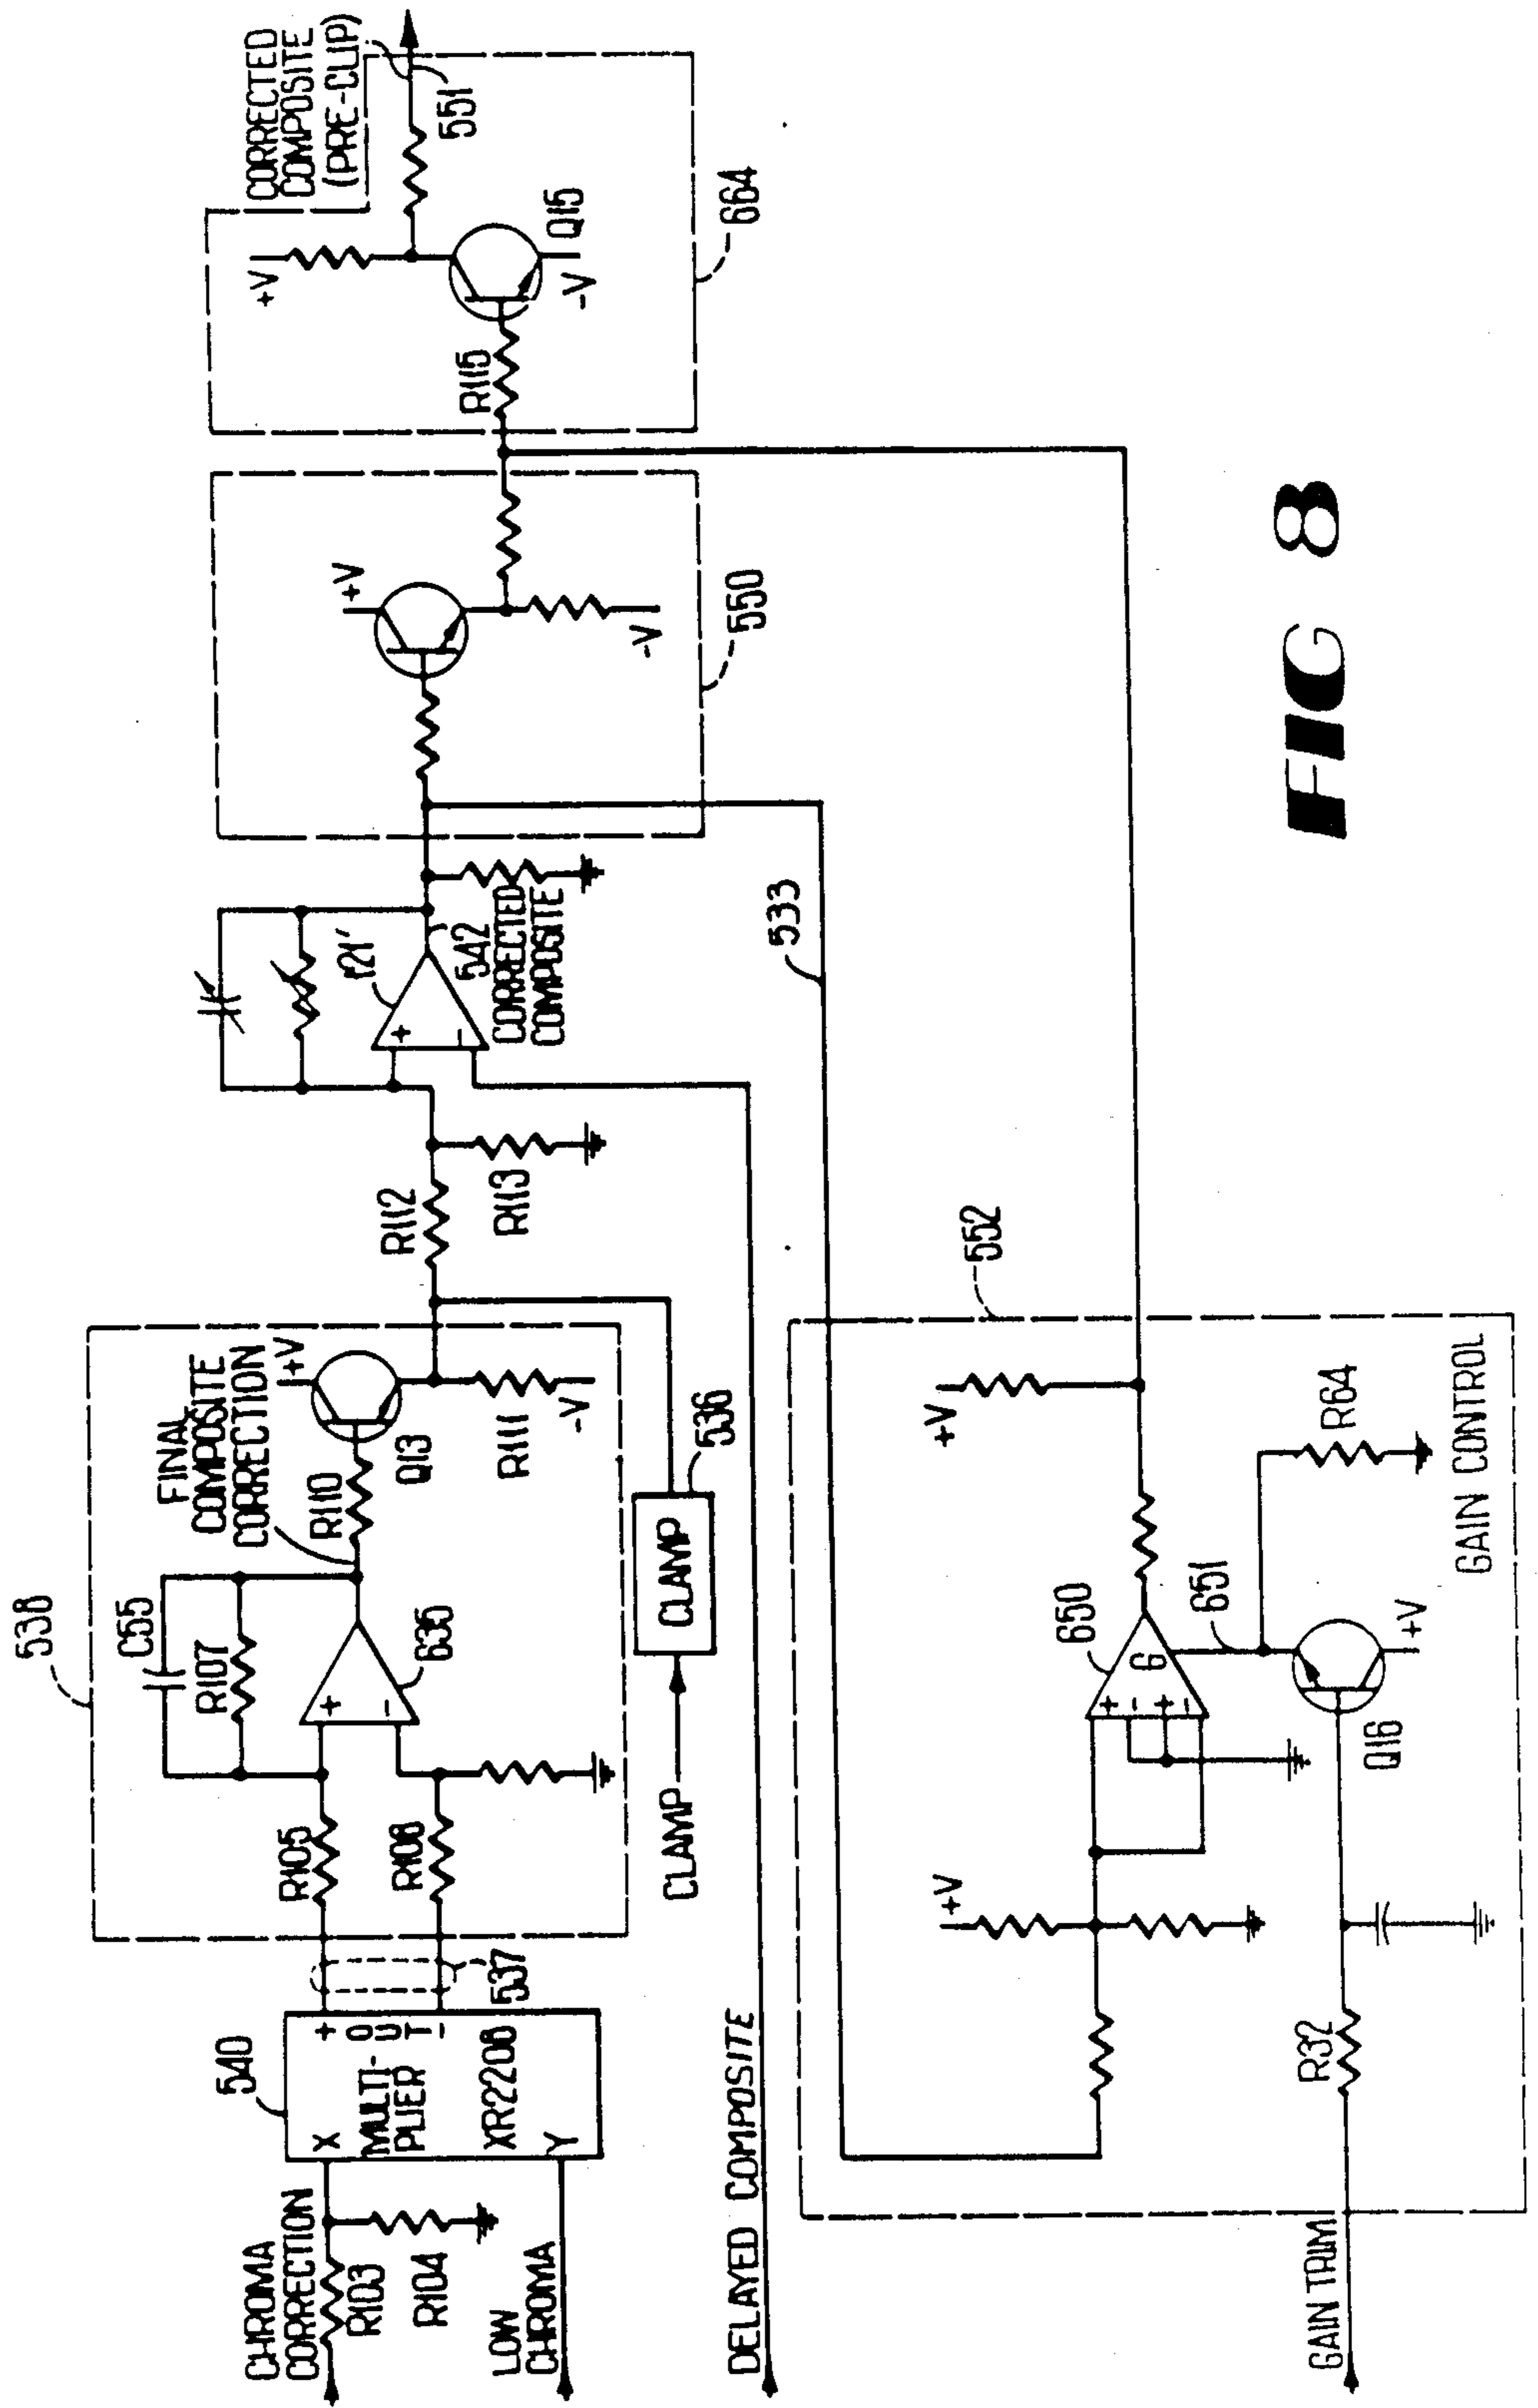 CHROMA
CORRECTION
R103
R104
LOW
CHROMA
540
X
MULTI-
PLIER
XR2208
Y
+
O
U
T
-
537
538
R105
R108
C55
R107
+
-
635
FINAL
COMPOSITE
CORRECTION
R110
Q13
+V
R111
-V
CLAMP
CLAMP
536
R112
R113
121'
+
-
542
CORRECTED
COMPOSITE
550
+V
-V
R115
+V
Q15
-V
664
CORRECTED
COMPOSITE
(PRE-CLIP)
551
DELAYED COMPOSITE
533
552
+V
650
+
-
+
-
G
651
+V
R64
GAIN TRIM
R32
Q16
+V
GAIN CONTROL
FIG 8